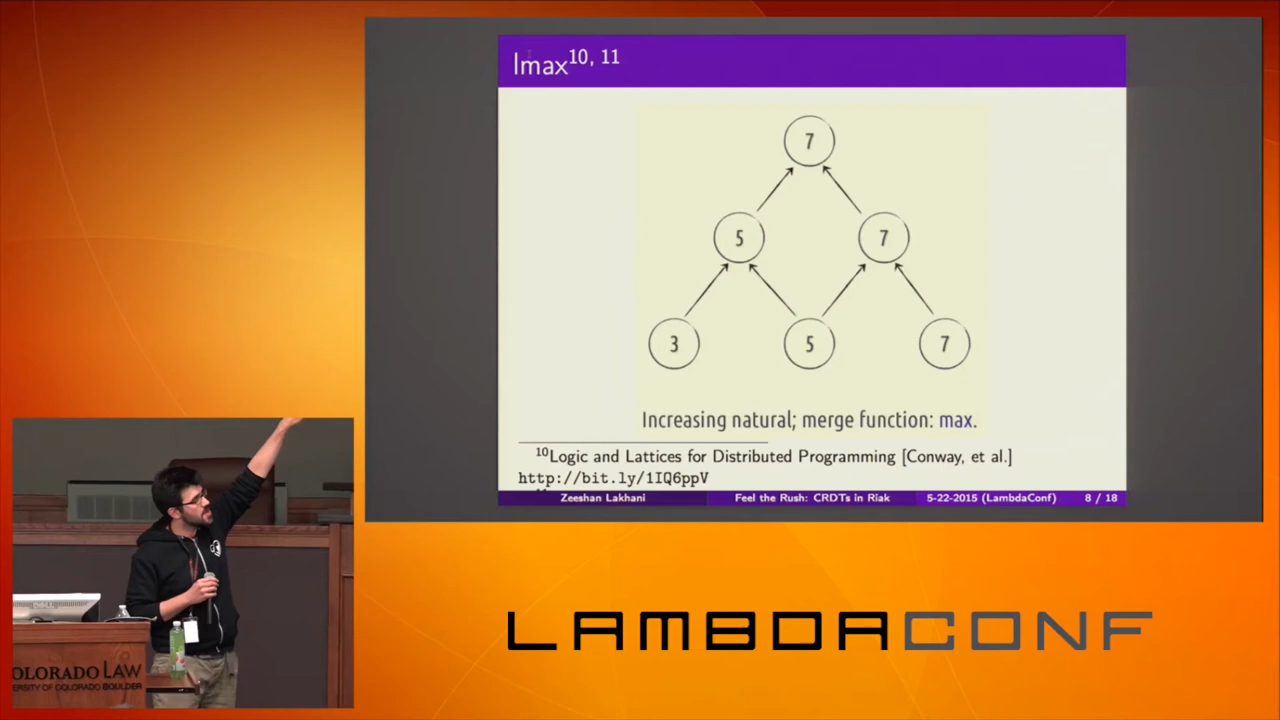 lmax10, 11
7
5 7
3 5 7
Increasing natural; merge function: max.
10Logic and Lattices for Distributed Programming [Conway, et al.]
http://bit.ly/1IQ6ppV
Zeeshan Lakhani Feel the Rush: CRDTs in Riak 5-22-2015 (LambdaConf) 8 / 18
DELL
OLORADO LAW
VERSITY OF COLORADO BOULDER
LAMBDACONF